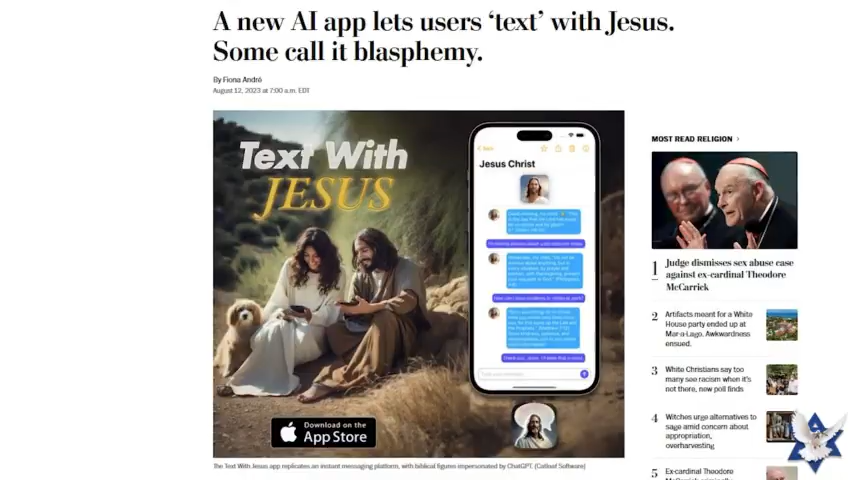 A new AI app lets users ‘text’ with Jesus.
Some call it blasphemy.
By Fiona André
August 12, 2023 at 7:00 a.m. EDT
Text With
JESUS
Jesus Christ
Download on the
App Store
The Text With Jesus app replicates an instant messaging platform, with biblical figures impersonated by ChatGPT. (Catloaf Software)
MOST READ RELIGION ›
1 Judge dismisses sex abuse case
against ex-cardinal Theodore
McCarrick
2 Artifacts meant for a White
House party ended up at
Mar-a-Lago. Awkwardness
ensued.
3 White Christians say too
many see racism when it's
not there, new poll finds
4 Witches urge alternatives to
sage amid concern about
appropriation,
overharvesting
5 Ex-cardinal Theodore